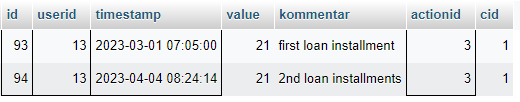 id userid timestamp value kommentar actionid cid
93 13 2023-03-01 07:05:00 21 first loan installment 3 1
94 13 2023-04-04 08:24:14 21 2nd loan installments 3 1